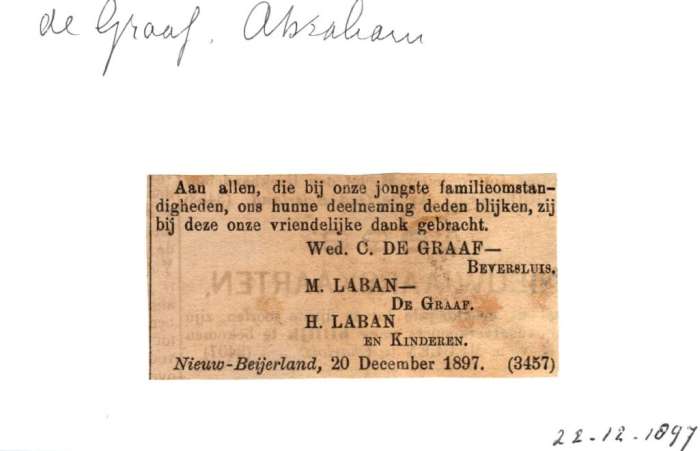 de Graaf. Abraham
Aan allen, die bij onze jongste familieomstan-
digheden, ons hunne deelneming deden blijken, zij
bij deze onze vriendelijke dank gebracht.
Wed. C. DE GRAAF—
BEVERSLUIS.
M. LABAN—
DE GRAAF.
H. LABAN
EN KINDEREN.
Nieuw-Beijerland, 20 December 1897. (3457)
22-12-1897